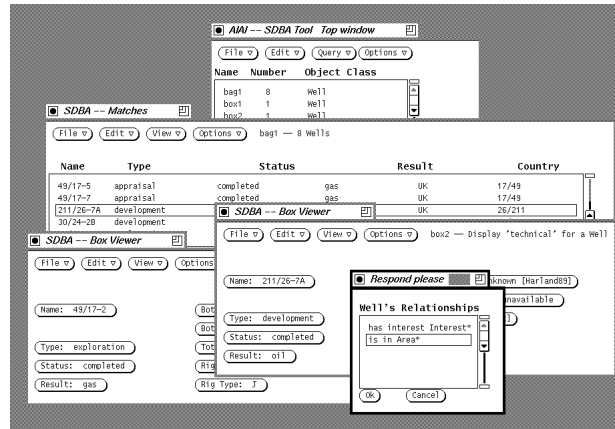 AIAI -- SDBA Tool Top window
File Edit Query Options
Name Number Object Class
bag1 8 Well
box1 1 Well
box2 1 Well
SDBA -- Matches
File Edit View Options bag1 — 8 Wells
Name Type Status Result Country
49/17-5 appraisal completed gas UK 17/49
49/17-7 appraisal completed gas UK 17/49
211/26-7A development UK 26/211
30/24-2B development
SDBA -- Box Viewer
File Edit View Options box2 — Display 'technical' for a Well
Name: 211/26-7A
Type: development
Status: completed
Result: oil
nknown [Harland89]
navailable
SDBA -- Box Viewer
File Edit View Options
Name: 49/17-2
Type: exploration
Status: completed
Result: gas
Bot
Bot
Tot
Rig
Rig Type: J
Respond please
Well's Relationships
has interest Interest*
is in Area*
Ok Cancel